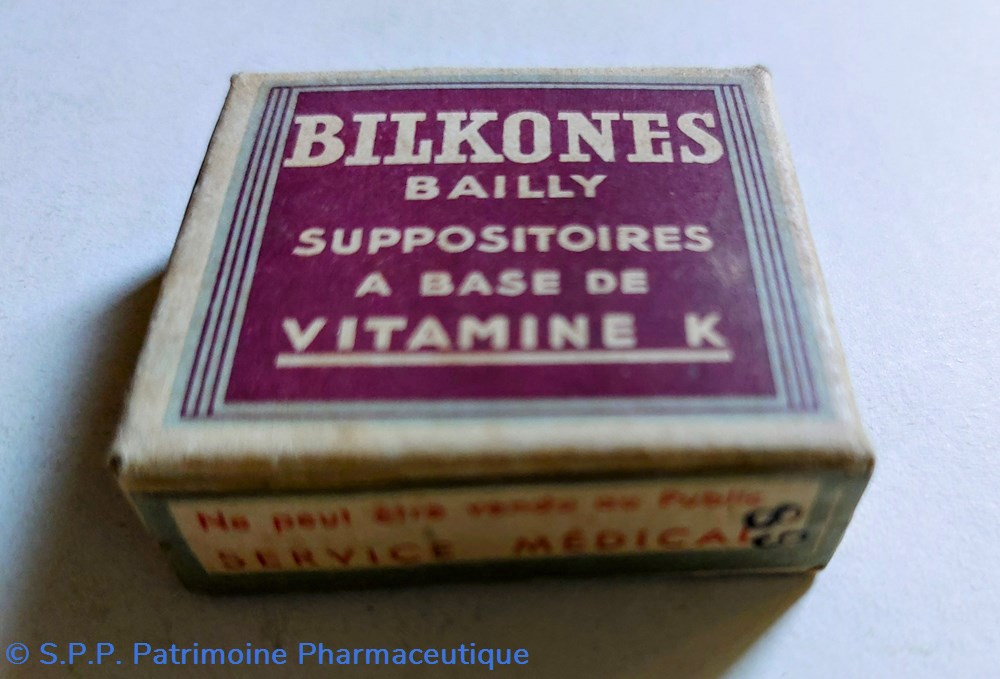 BILKONES
BAILLY
SUPPOSITOIRES
A BASE DE
VITAMINE K
Ne peut être vendu au Public
SERVICE MÉDICAL
© S.P.P. Patrimoine Pharmaceutique